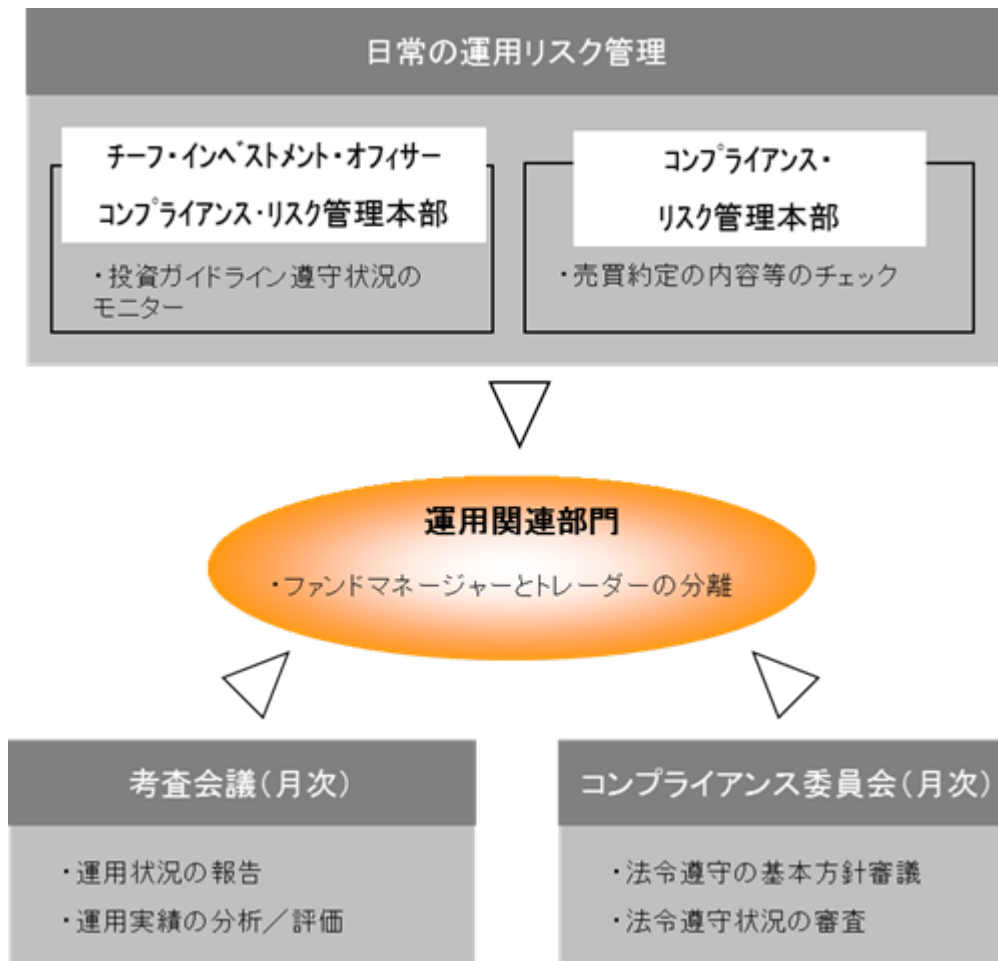 日常の運用リスク管理
チーフ・インベストメント・オフィサー
コンプライアンス・リスク管理本部
・投資ガイドライン遵守状況の
モニター
コンプライアンス・
リスク管理本部
・売買約定の内容等のチェック
運用関連部門
・ファンドマネージャーとトレーダーの分離
考査会議(月次)
・運用状況の報告
・運用実績の分析/評価
コンプライアンス委員会(月次)
・法令遵守の基本方針審議
・法令遵守状況の審査